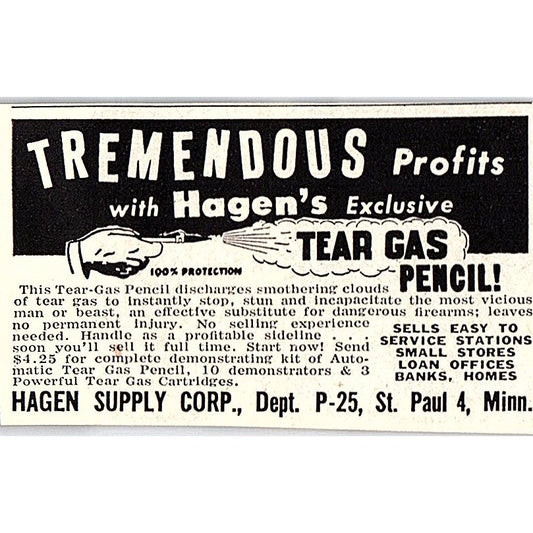 TREMENDOUS Profits
with Hagen's Exclusive
TEAR GAS
PENCIL!
100% PROTECTION
This Tear-Gas Pencil discharges smothering clouds
of tear gas to instantly stop, stun and incapacitate the most vicious
man or beast, an effective substitute for dangerous firearms; leaves
no permanent injury. No selling experience
needed. Handle as a profitable sideline . . .
soon you'll sell it full time. Start now! Send
$4.25 for complete demonstrating kit of Auto-
matic Tear Gas Pencil, 10 demonstrators & 3
Powerful Tear Gas Cartridges.
SELLS EASY TO
SERVICE STATIONS
SMALL STORES
LOAN OFFICES
BANKS, HOMES
HAGEN SUPPLY CORP., Dept. P-25, St. Paul 4, Minn.